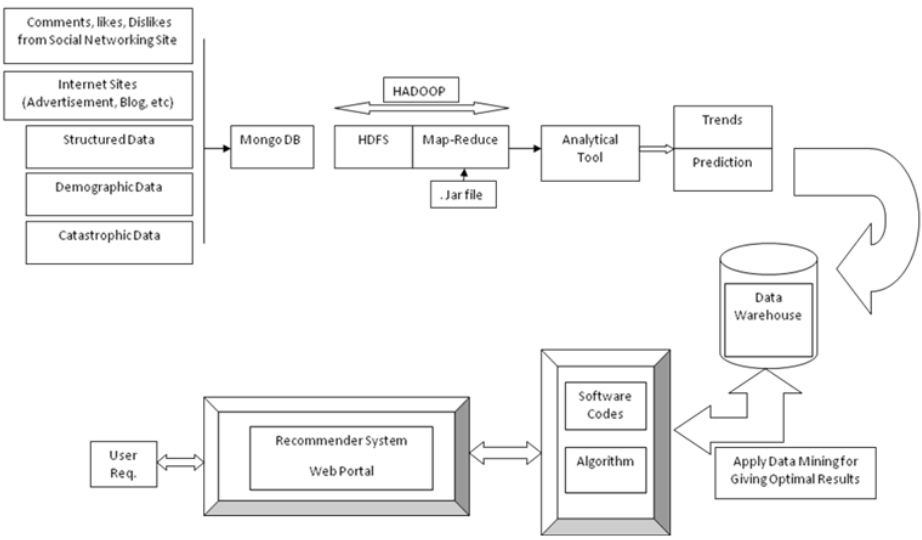 Comments, likes, Dislikes
from Social Networking Site
Internet Sites
(Advertisement, Blog, etc)
Structured Data
Demographic Data
Catastrophic Data
Mongo DB
HADOOP
HDFS
Map-Reduce
. Jar file
Analytical
Tool
Trends
Prediction
Data
Warehouse
Apply Data Mining for
Giving Optimal Results
Software
Codes
Algorithm
Recommender System
Web Portal
User
Req.